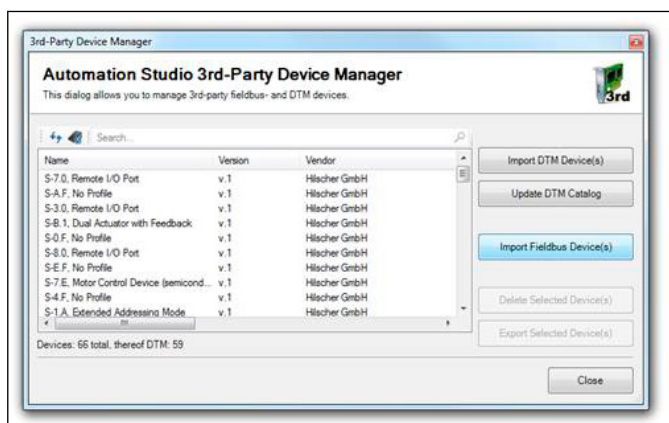 3rd-Party Device Manager
Automation Studio 3rd-Party Device Manager
This dialog allows you to manage 3rd-party fieldbus- and DTM devices.
3rd
Search...
Name Version Vendor
S-7.0, Remote I/O Port v.1 Hilscher GmbH
S-A.F, No Profile v.1 Hilscher GmbH
S-3.0, Remote I/O Port v.1 Hilscher GmbH
S-B.1, Dual Actuator with Feedback v.1 Hilscher GmbH
S-0.F, No Profile v.1 Hilscher GmbH
S-8.0, Remote I/O Port v.1 Hilscher GmbH
S-E.F, No Profile v.1 Hilscher GmbH
S-7.E, Motor Control Device (semicond... v.1 Hilscher GmbH
S-4.F, No Profile v.1 Hilscher GmbH
S-1.A, Extended Addressing Mode v.1 Hilscher GmbH
Devices: 66 total, thereof DTM: 59
Import DTM Device(s)
Update DTM Catalog
Import Fieldbus Device(s)
Delete Selected Device(s)
Export Selected Device(s)
Close